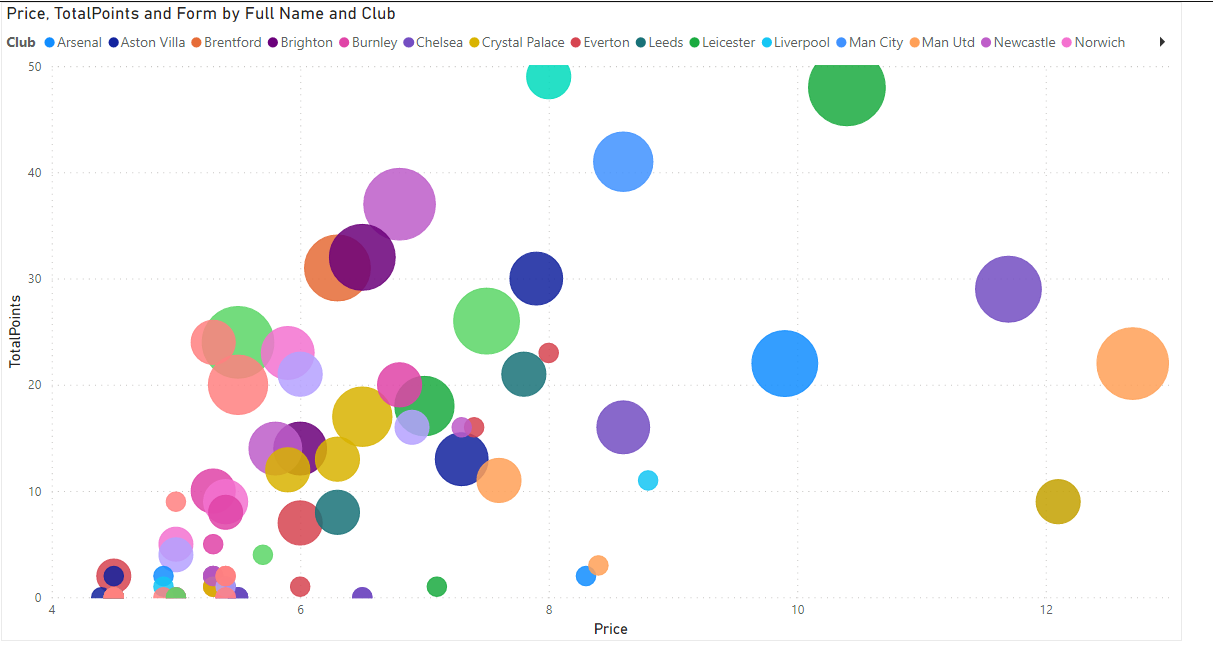 Price, TotalPoints and Form by Full Name and Club
Club Arsenal Aston Villa Brentford Brighton Burnley Chelsea Crystal Palace Everton Leeds Leicester Liverpool Man City Man Utd Newcastle Norwich
50
40
30
20
10
0
TotalPoints
4 6 8 10 12
Price